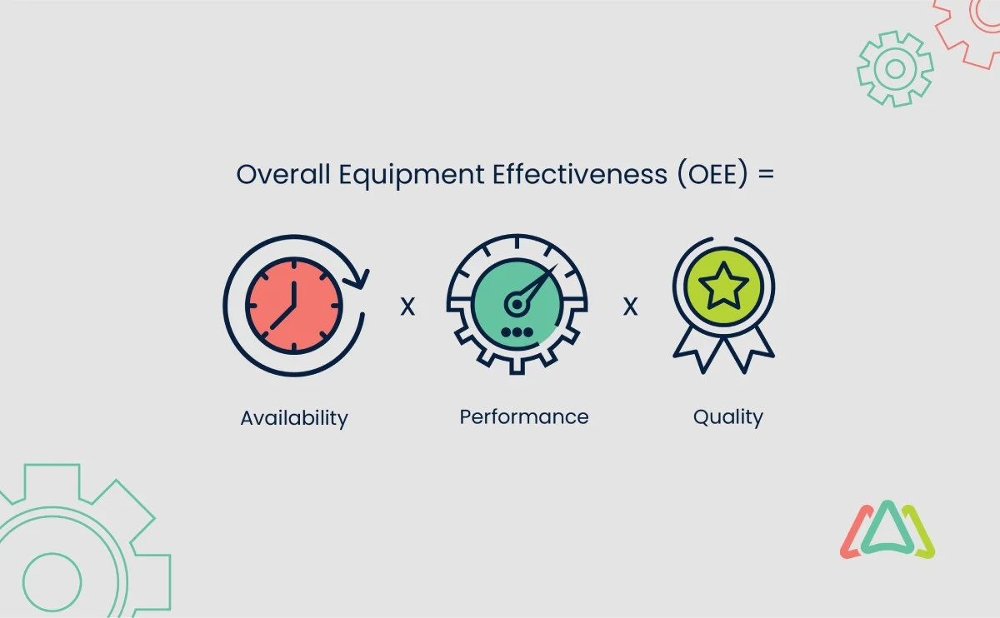 Overall Equipment Effectiveness (OEE) =
x x
Availability Performance Quality